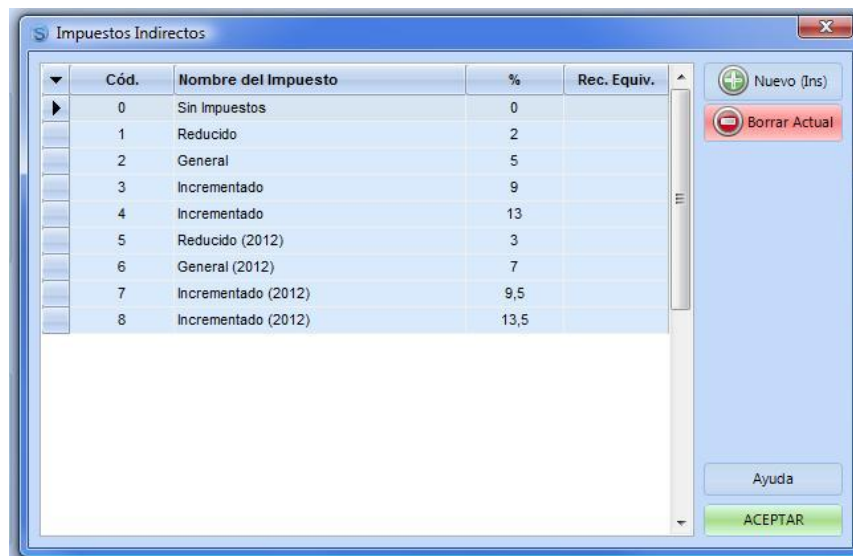 Impuestos Indirectos
Cód. Nombre del Impuesto % Rec. Equiv.
0 Sin Impuestos 0
1 Reducido 2
2 General 5
3 Incrementado 9
4 Incrementado 13
5 Reducido (2012) 3
6 General (2012) 7
7 Incrementado (2012) 9,5
8 Incrementado (2012) 13,5
Nuevo (Ins)
Borrar Actual
Ayuda
ACEPTAR